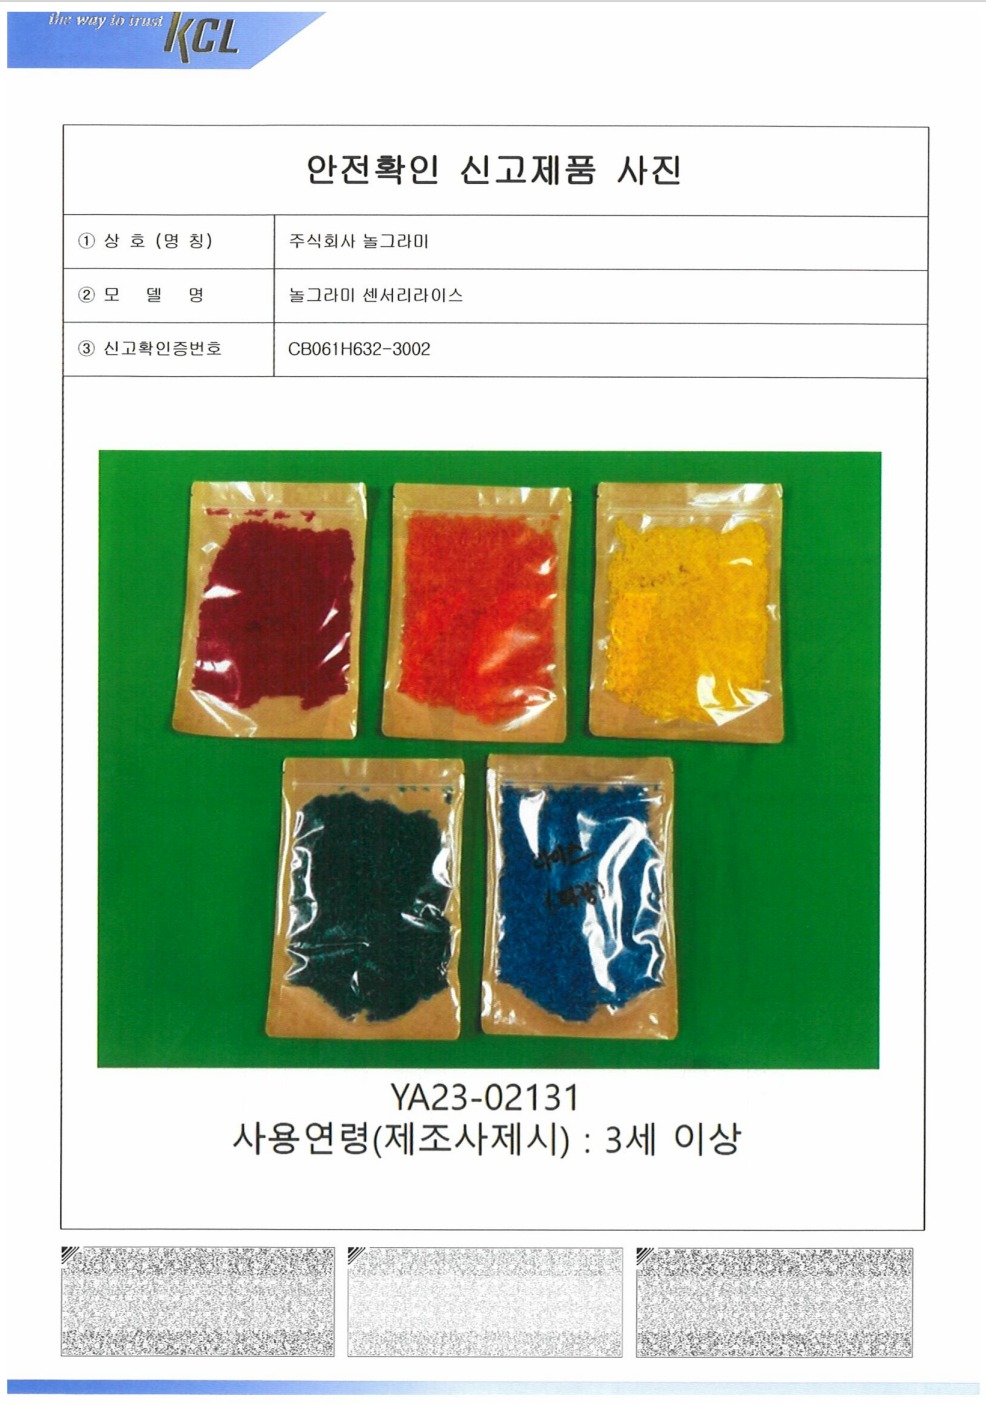 the way to trust KCL
안전확인 신고제품 사진
① 상 호 (명 칭) 주식회사 놀그라미
② 모 델 명 놀그라미 센서리라이스
③ 신고확인증번호 CB061H632-3002
라이스
YA23-02131
사용연령(제조사제시) : 3세 이상